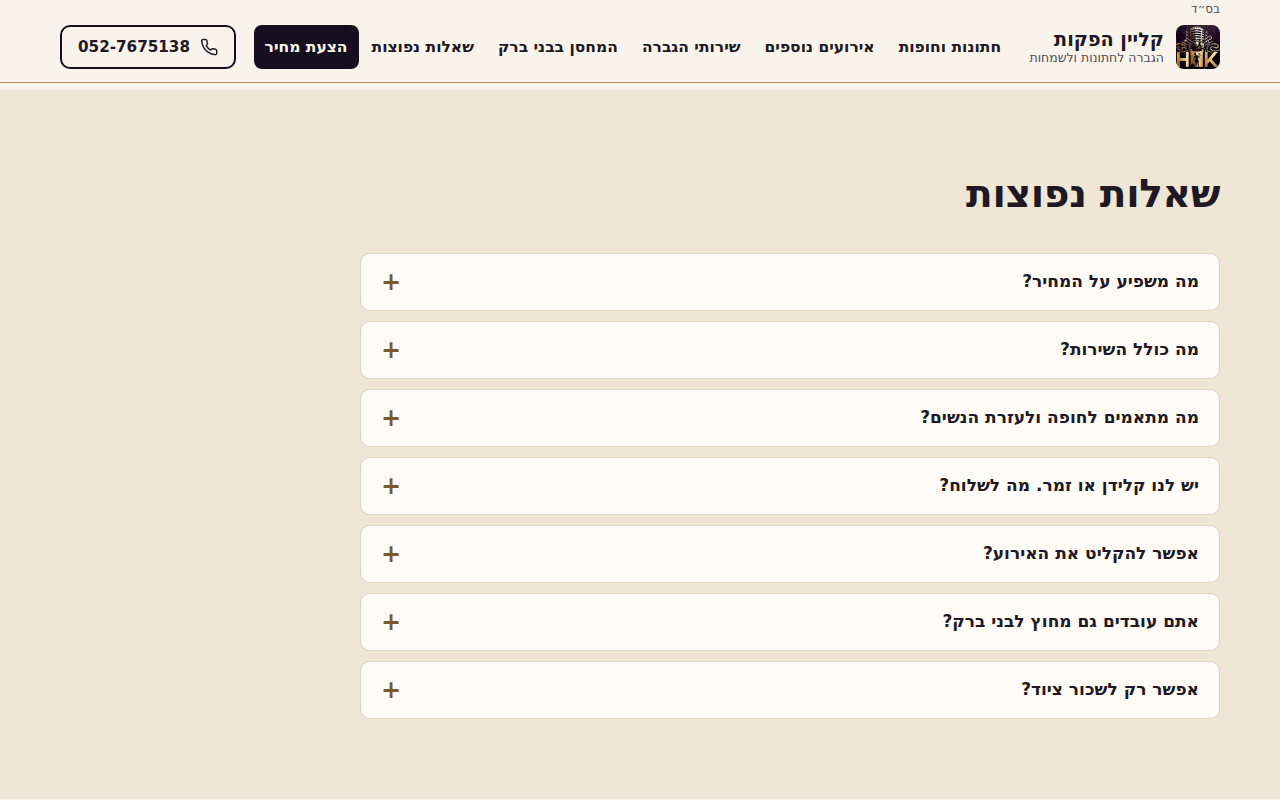 בס״ד
קליין הפקות
הגברה לחתונות ולשמחות
חתונות וחופות
אירועים נוספים
שירותי הגברה
המחסן בבני ברק
שאלות נפוצות
הצעת מחיר
052-7675138
שאלות נפוצות
מה משפיע על המחיר?
+
מה כולל השירות?
+
מה מתאמים לחופה ולעזרת הנשים?
+
יש לנו קלידן או זמר. מה לשלוח?
+
אפשר להקליט את האירוע?
+
אתם עובדים גם מחוץ לבני ברק?
+
אפשר רק לשכור ציוד?
+